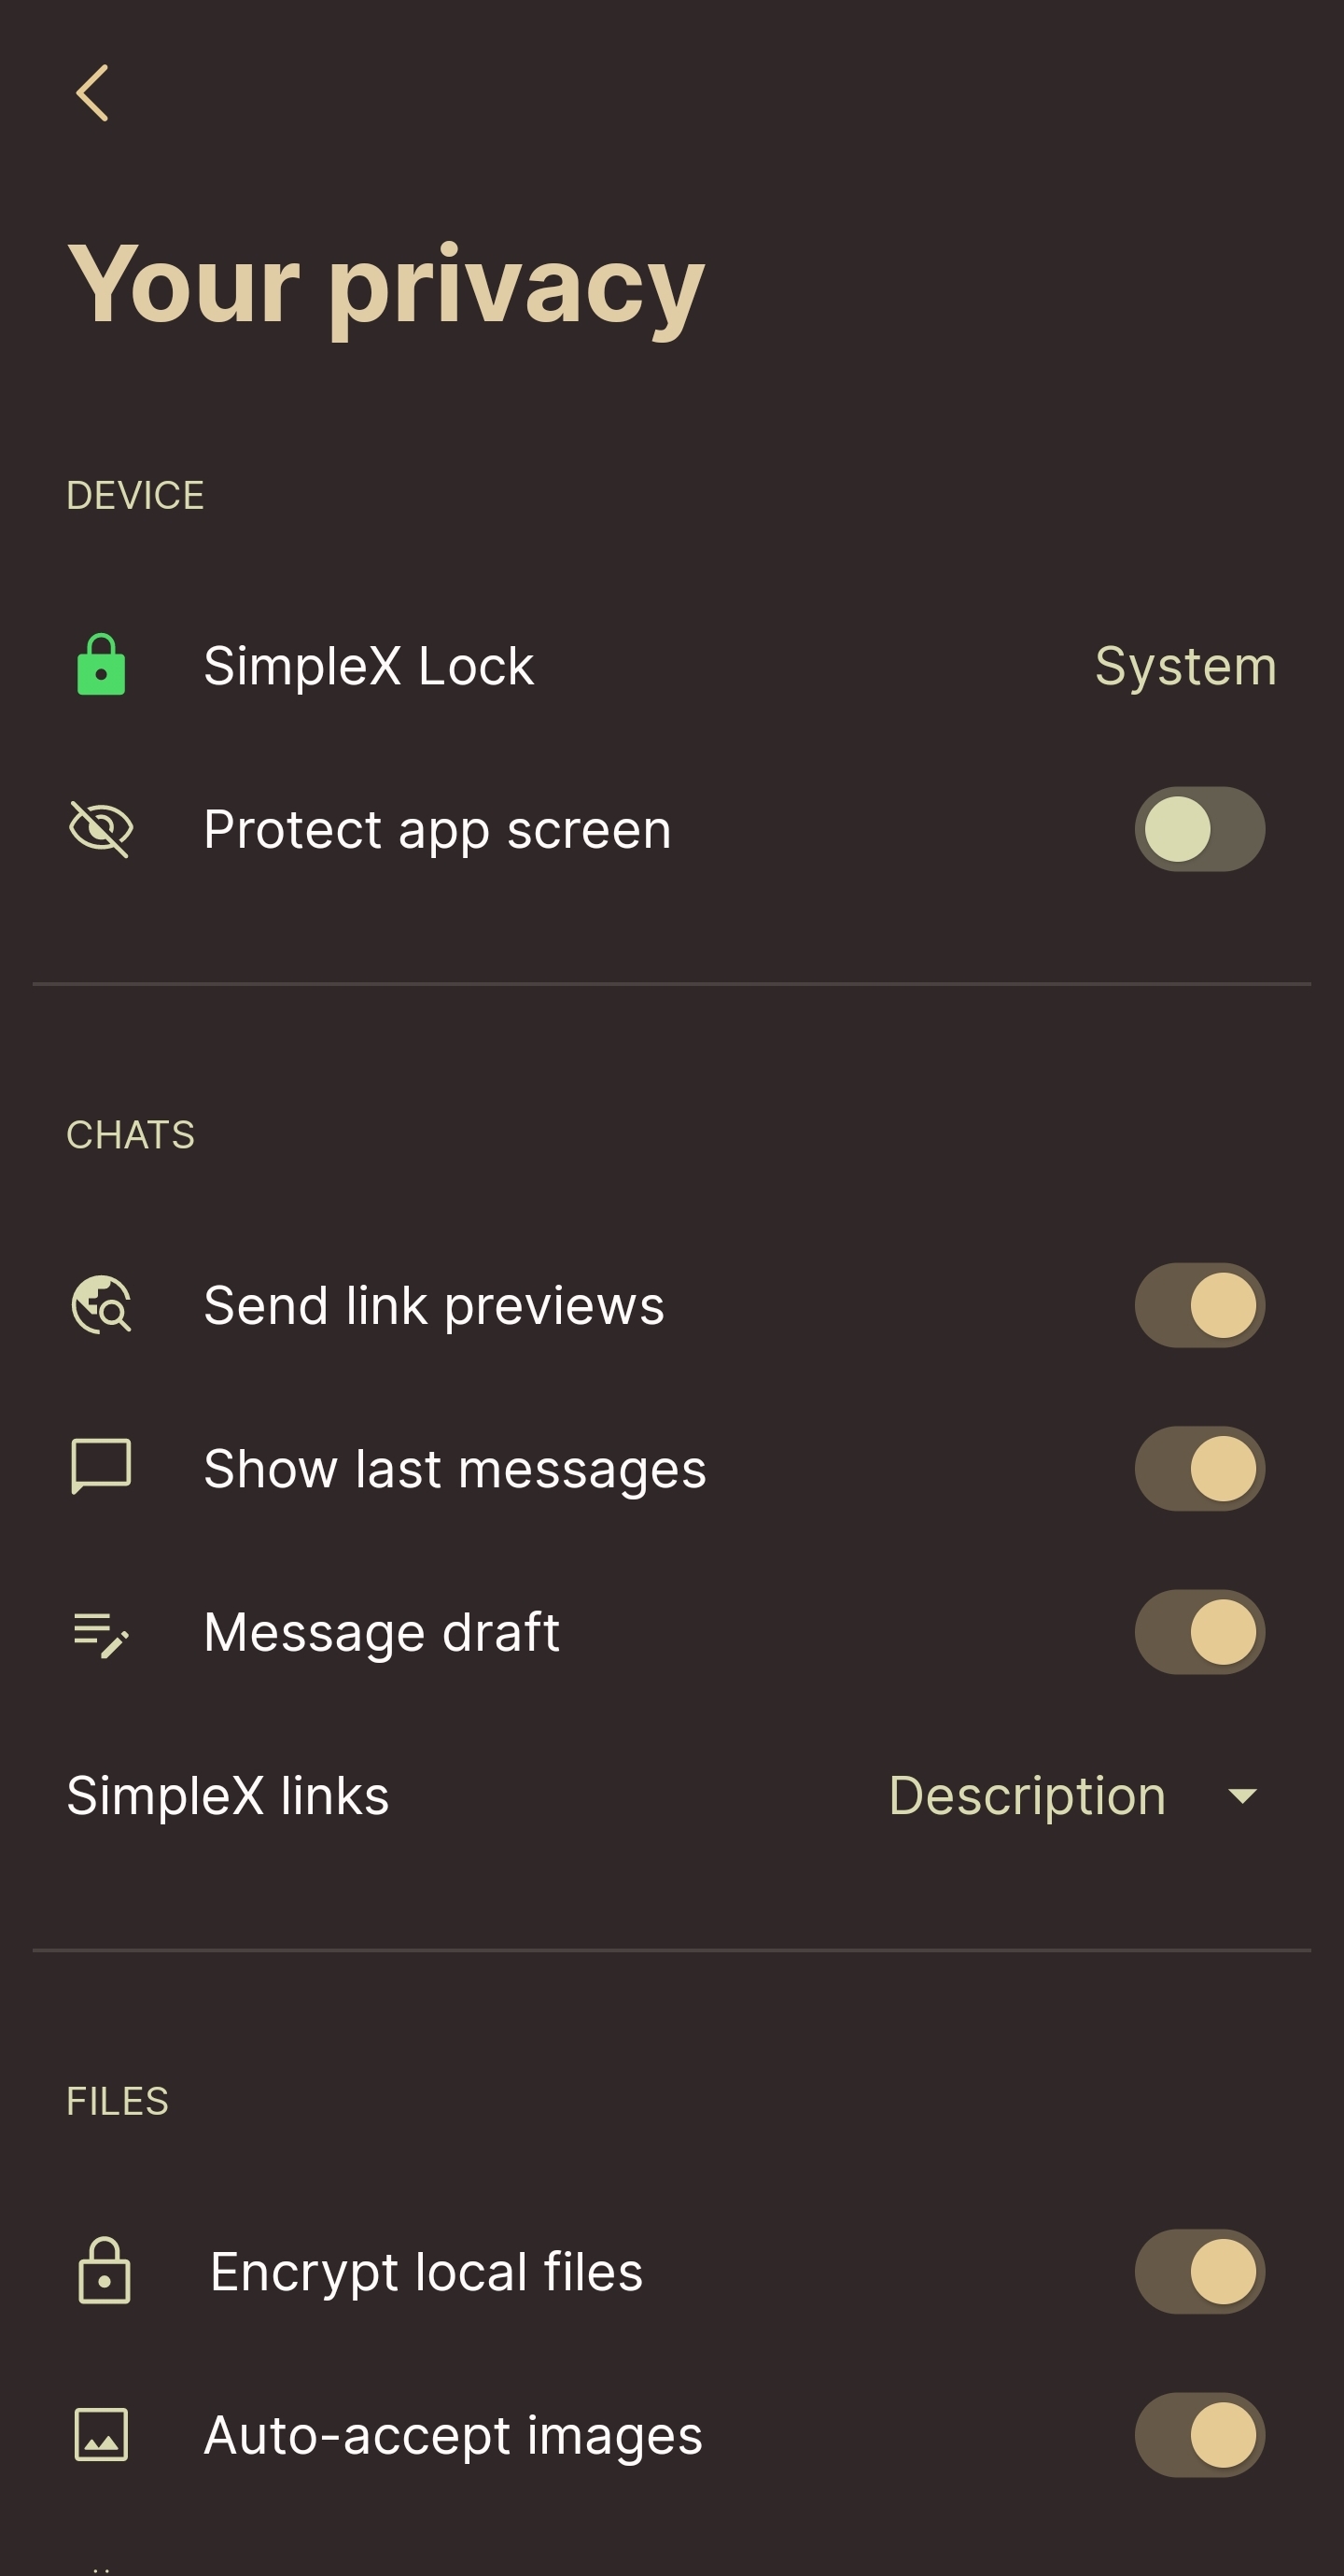 Your privacy
DEVICE
SimpleX Lock System
Protect app screen
CHATS
Send link previews
Show last messages
Message draft
SimpleX links Description
FILES
Encrypt local files
Auto-accept images